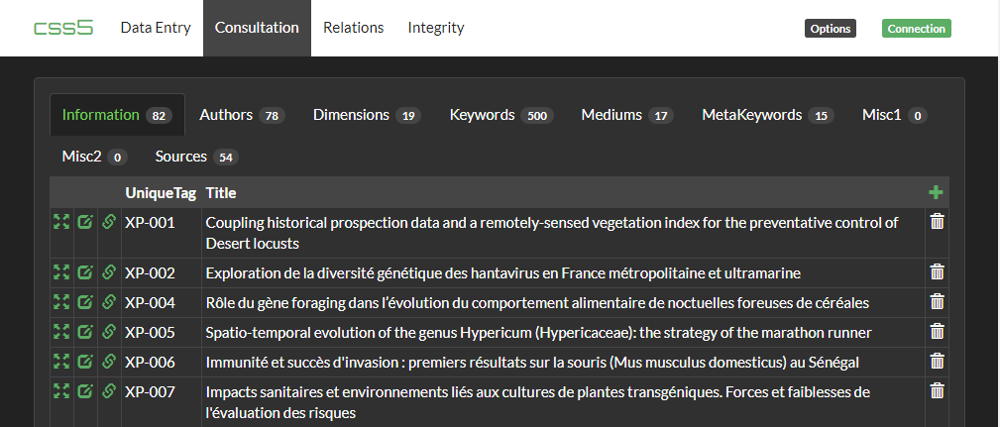 css5 Data Entry Consultation Relations Integrity Options Connection
Information 82 Authors 78 Dimensions 19 Keywords 500 Mediums 17 MetaKeywords 15 Misc1 0
Misc2 0 Sources 54
UniqueTag Title
XP-001 Coupling historical prospection data and a remotely-sensed vegetation index for the preventative control of
Desert locusts
XP-002 Exploration de la diversité génétique des hantavirus en France métropolitaine et ultramarine
XP-004 Rôle du gène foraging dans l’évolution du comportement alimentaire de noctuelles foreuses de céréales
XP-005 Spatio-temporal evolution of the genus Hypericum (Hypericaceae): the strategy of the marathon runner
XP-006 Immunité et succès d'invasion : premiers résultats sur la souris (Mus musculus domesticus) au Sénégal
XP-007 Impacts sanitaires et environnements liés aux cultures de plantes transgéniques. Forces et faiblesses de
l'évaluation des risques